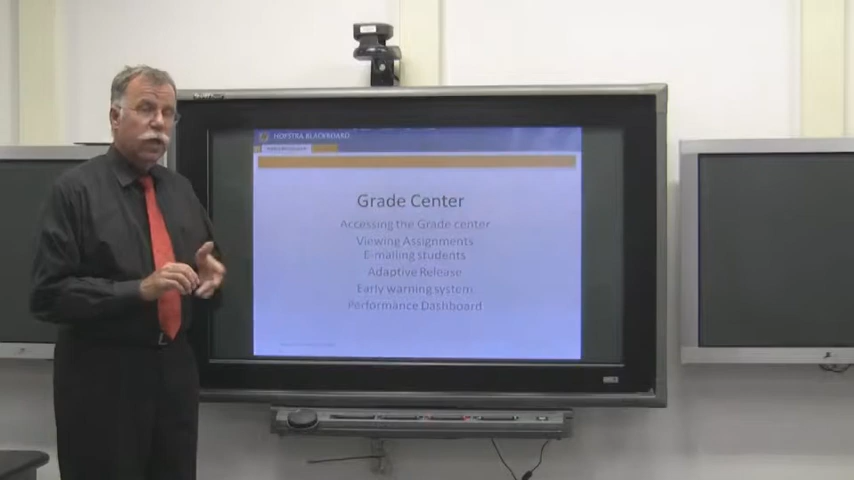 HOFSTRA BLACKBOARD
Grade Center
Accessing the Grade center
Viewing Assignments
E-mailing students
Adaptive Release
Early warning system
Performance Dashboard